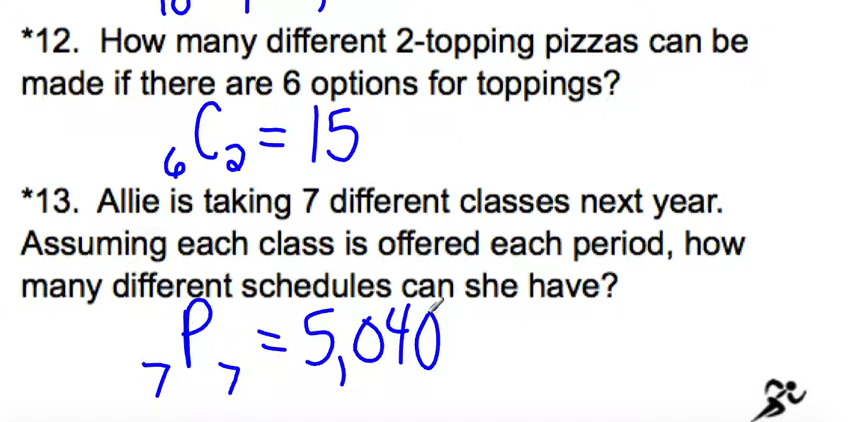 *12. How many different 2-topping pizzas can be
made if there are 6 options for toppings?
₆C₂ = 15
*13. Allie is taking 7 different classes next year.
Assuming each class is offered each period, how
many different schedules can she have?
₇P₇ = 5,040